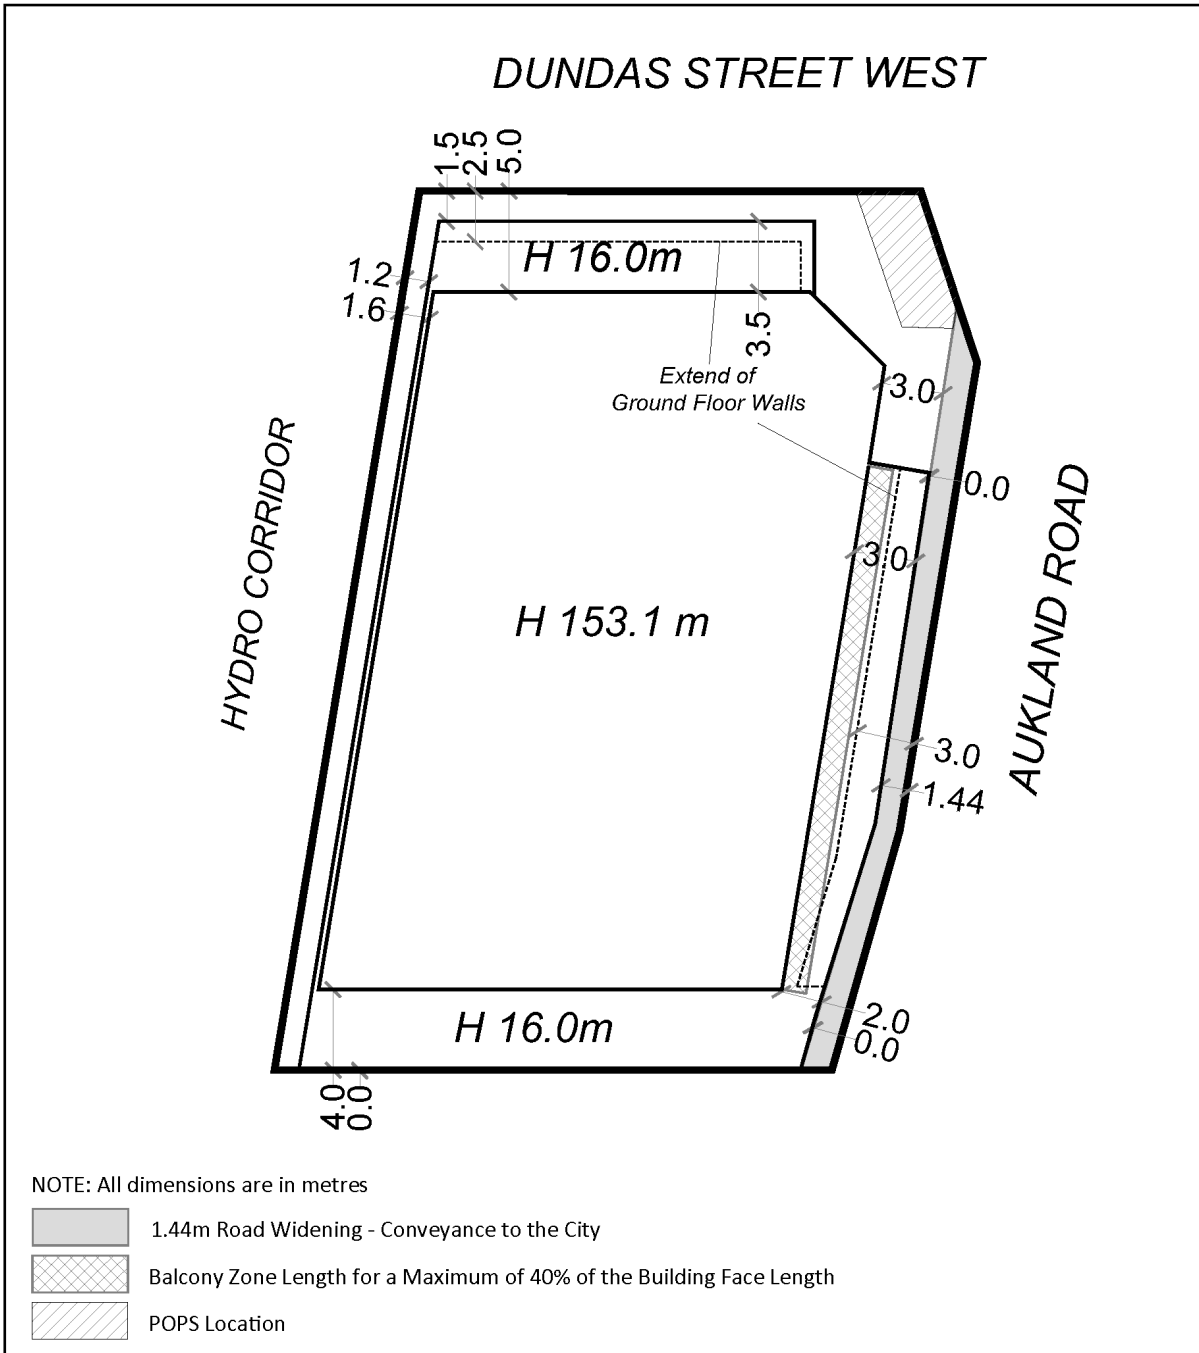 DUNDAS STREET WEST
1.5
2.5
5.0
H 16.0m
1.2
1.6
3.5
Extend of
Ground Floor Walls
3.0
0.0
HYDRO CORRIDOR
AUKLAND ROAD
3.0
H 153.1 m
3.0
1.44
H 16.0m
2.0
0.0
4.0
0.0
NOTE: All dimensions are in metres
1.44m Road Widening - Conveyance to the City
Balcony Zone Length for a Maximum of 40% of the Building Face Length
POPS Location